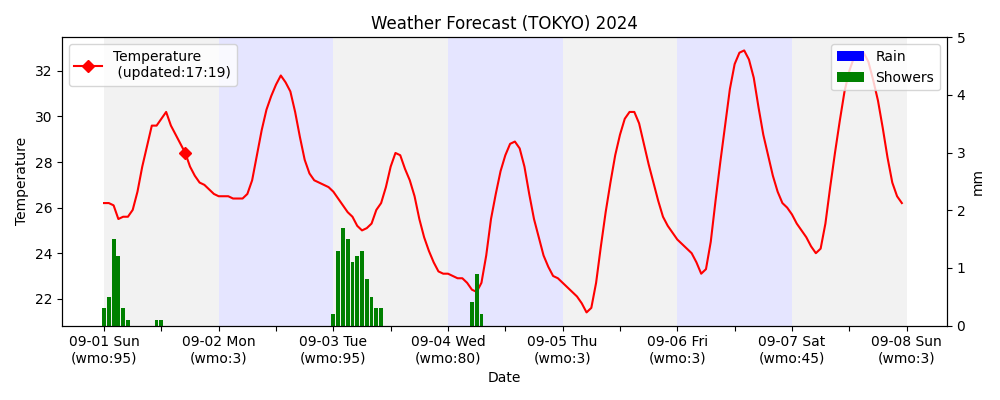 Weather Forecast (TOKYO) 2024
Temperature
(updated:17:19)
Rain
Showers
Temperature
32
30
28
26
24
22
5
4
3
2
1
0
mm
09-01 Sun
(wmo:95)
09-02 Mon
(wmo:3)
09-03 Tue
(wmo:95)
09-04 Wed
(wmo:80)
09-05 Thu
(wmo:3)
09-06 Fri
(wmo:3)
09-07 Sat
(wmo:45)
09-08 Sun
(wmo:3)
Date